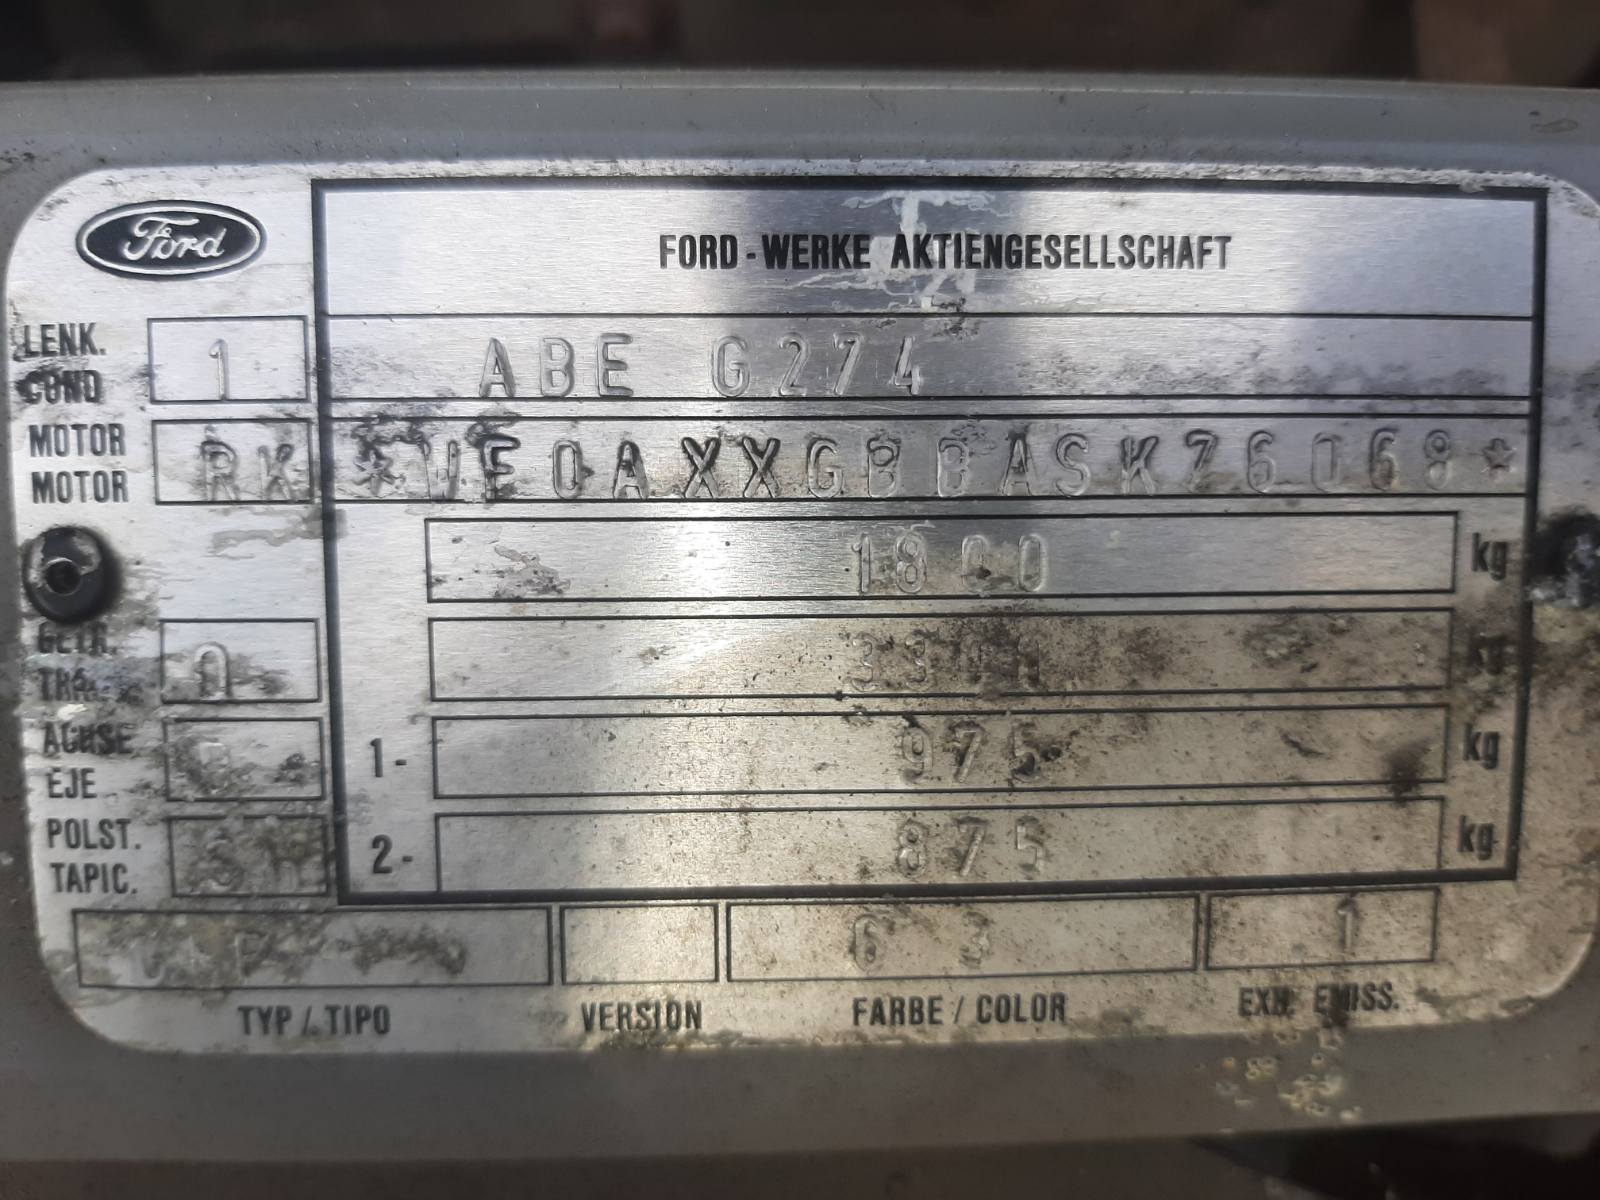 Ford
FORD-WERKE AKTIENGESELLSCHAFT
LENK.
COND
1
ABE G274
MOTOR
MOTOR
RK
*WF0AXXGBBASK76068*
1800 kg
GETR.
TRA
3300 kg
ACHSE
EJE
1-
975 kg
POLST.
TAPIC.
2-
875 kg
63
1
TYP / TIPO
VERSION
FARBE / COLOR
EXH. EMISS.